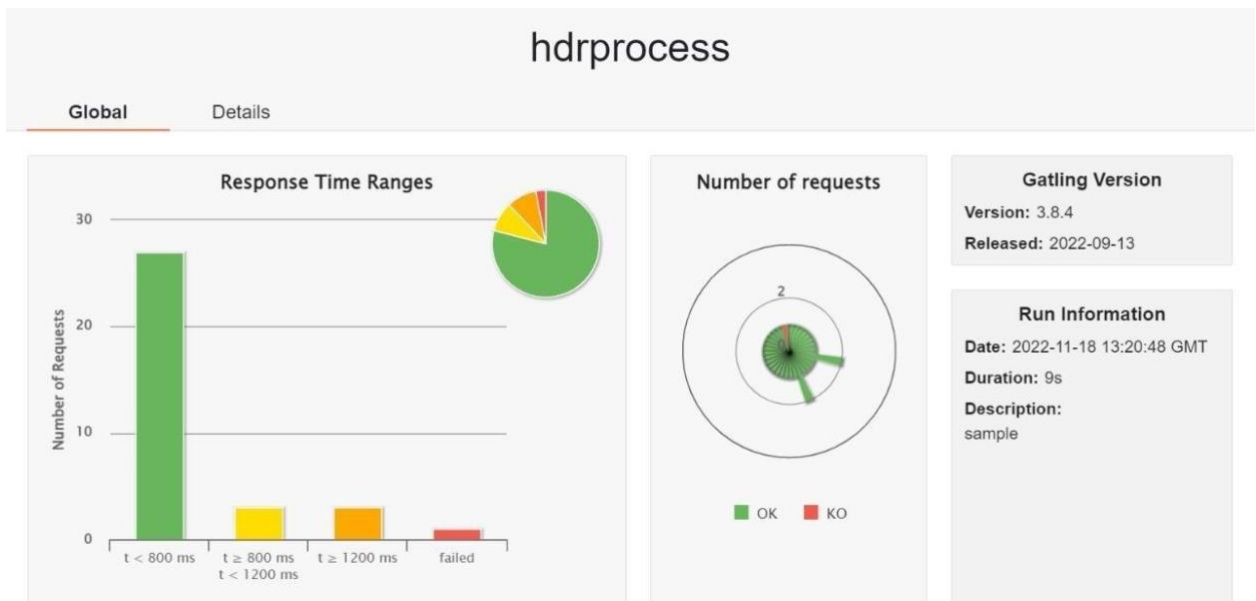 hdrprocess
Global
Details
Response Time Ranges
30
20
10
0
Number of Requests
t < 800 ms
t ≥ 800 ms
t < 1200 ms
t ≥ 1200 ms
failed
Number of requests
2
0
OK
KO
Gatling Version
Version: 3.8.4
Released: 2022-09-13
Run Information
Date: 2022-11-18 13:20:48 GMT
Duration: 9s
Description:
sample